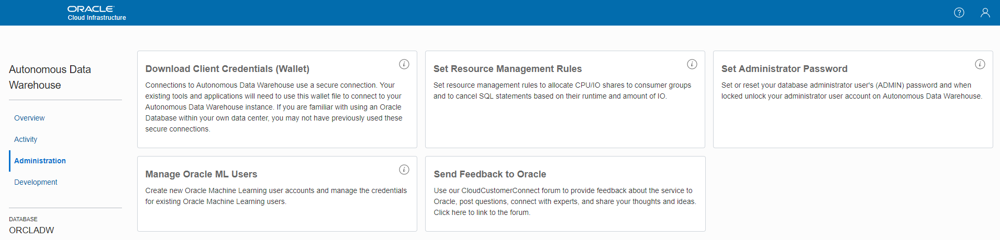 ORACLE
Cloud Infrastructure
Autonomous Data
Warehouse
Overview
Activity
Administration
Development
DATABASE
ORCLADW
Download Client Credentials (Wallet)
Connections to Autonomous Data Warehouse use a secure connection. Your
existing tools and applications will need to use this wallet file to connect to your
Autonomous Data Warehouse instance. If you are familiar with using an Oracle
Database within your own data center, you may not have previously used these
secure connections.
Set Resource Management Rules
Set resource management rules to allocate CPU/IO shares to consumer groups
and to cancel SQL statements based on their runtime and amount of IO.
Set Administrator Password
Set or reset your database administrator user's (ADMIN) password and when
locked unlock your administrator user account on Autonomous Data Warehouse.
Manage Oracle ML Users
Create new Oracle Machine Learning user accounts and manage the credentials
for existing Oracle Machine Learning users.
Send Feedback to Oracle
Use our CloudCustomerConnect forum to provide feedback about the service to
Oracle, post questions, connect with experts, and share your thoughts and ideas.
Click here to link to the forum.